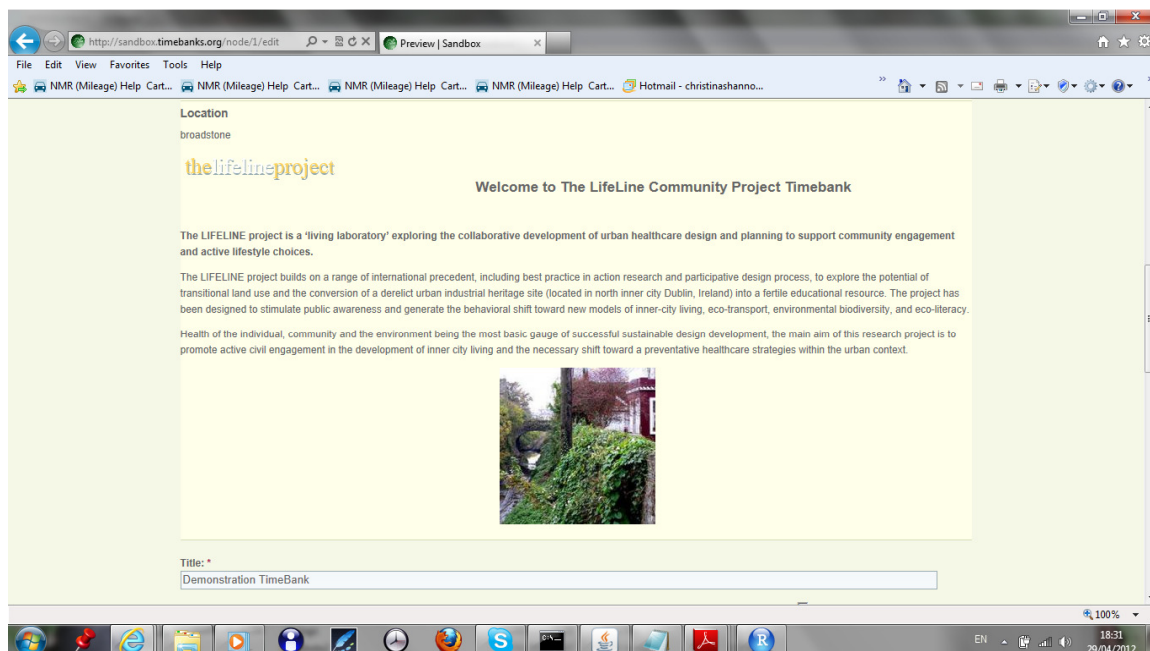 http://sandbox.timebanks.org/node/1/edit
Preview | Sandbox
File Edit View Favorites Tools Help
NMR (Mileage) Help Cart... NMR (Mileage) Help Cart... NMR (Mileage) Help Cart... NMR (Mileage) Help Cart... Hotmail - christinashanno...
Location
broadstone
thelifelineproject
Welcome to The LifeLine Community Project Timebank
The LIFELINE project is a ‘living laboratory’ exploring the collaborative development of urban healthcare design and planning to support community engagement
and active lifestyle choices.
The LIFELINE project builds on a range of international precedent, including best practice in action research and participative design process, to explore the potential of
transitional land use and the conversion of a derelict urban industrial heritage site (located in north inner city Dublin, Ireland) into a fertile educational resource. The project has
been designed to stimulate public awareness and generate the behavioral shift toward new models of inner-city living, eco-transport, environmental biodiversity, and eco-literacy.
Health of the individual, community and the environment being the most basic gauge of successful sustainable design development, the main aim of this research project is to
promote active civil engagement in the development of inner city living and the necessary shift toward a preventative healthcare strategies within the urban context.
Title: *
Demonstration TimeBank
100%
EN
18:31
29/04/2012